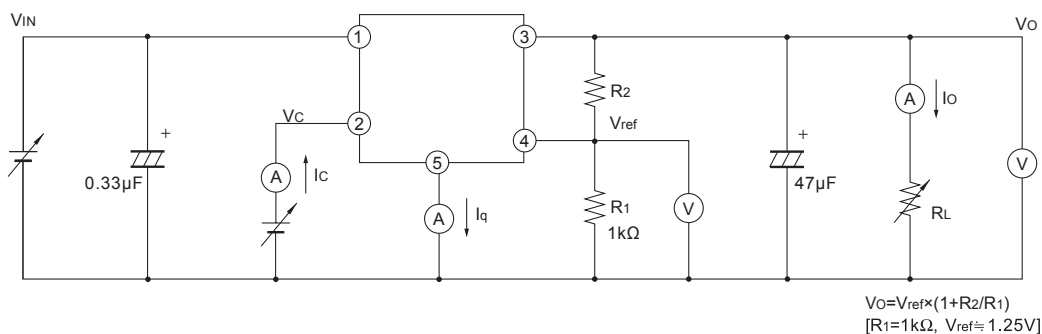 VIN
1
3
VO
R2
A
IO
VC
2
4
Vref
+
+
5
0.33µF
A
IC
A
Iq
R1
1kΩ
V
47µF
RL
V
VO=Vref×(1+R2/R1)
[R1=1kΩ, Vref≒1.25V]